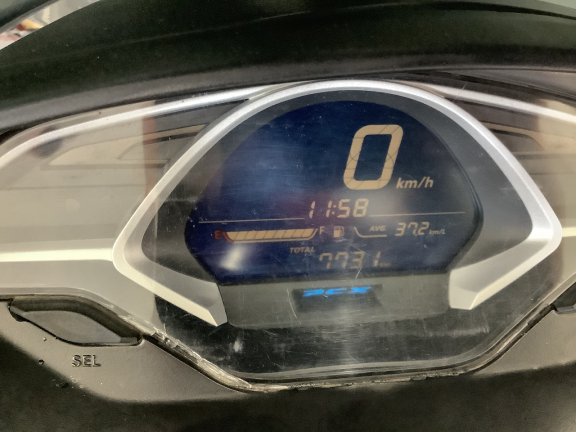 0 km/h
11:58
E F AVG. 37.2 km/L
TOTAL
7731
PCX
SEL